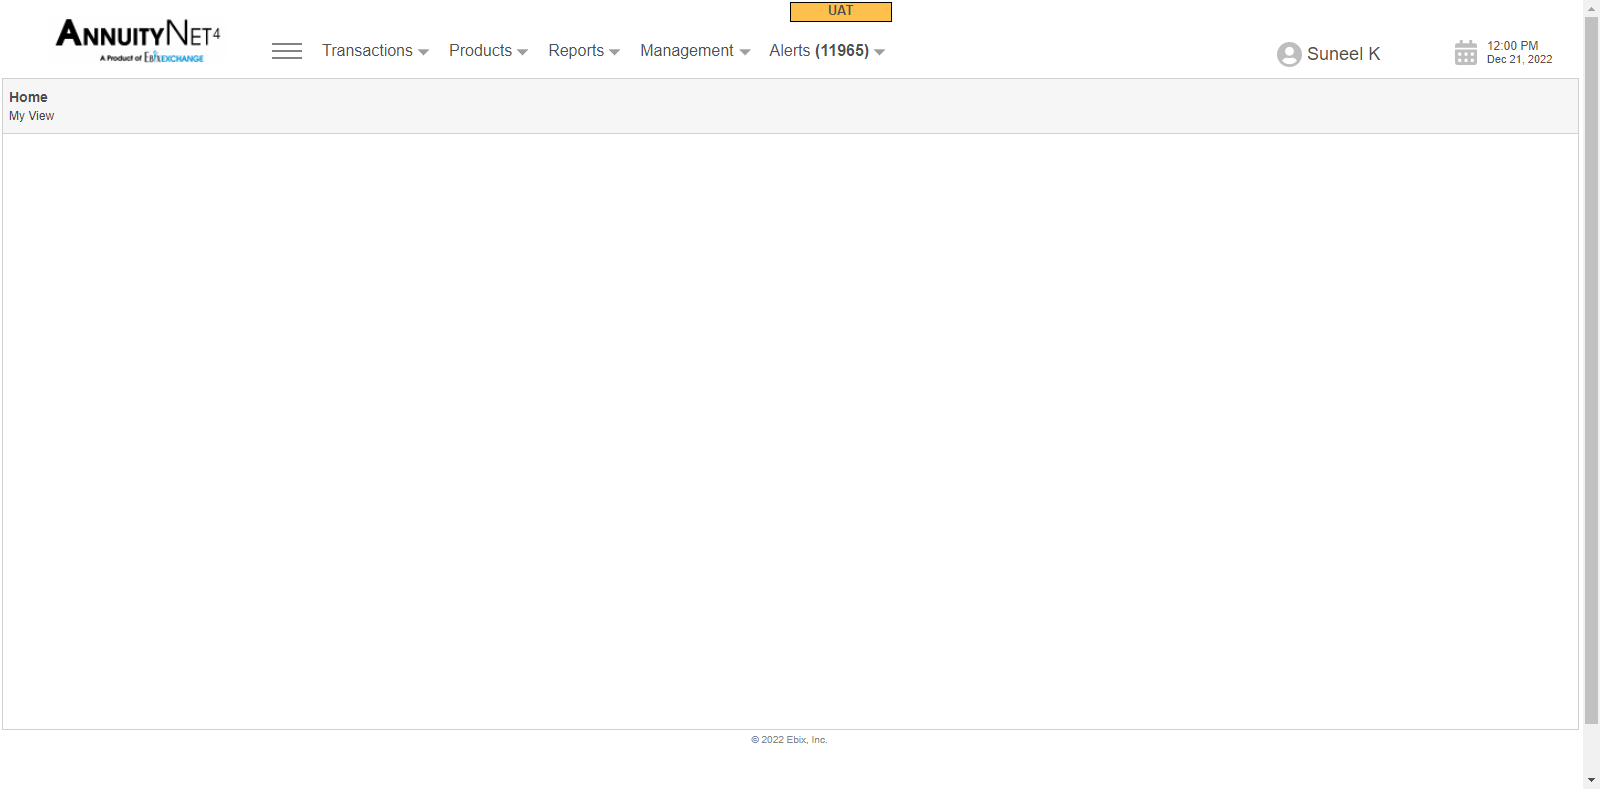 UAT
ANNUITYNET4
A Product of EbixEXCHANGE
Transactions Products Reports Management Alerts (11965)
Suneel K
12:00 PM
Dec 21, 2022
Home
My View
© 2022 Ebix, Inc.